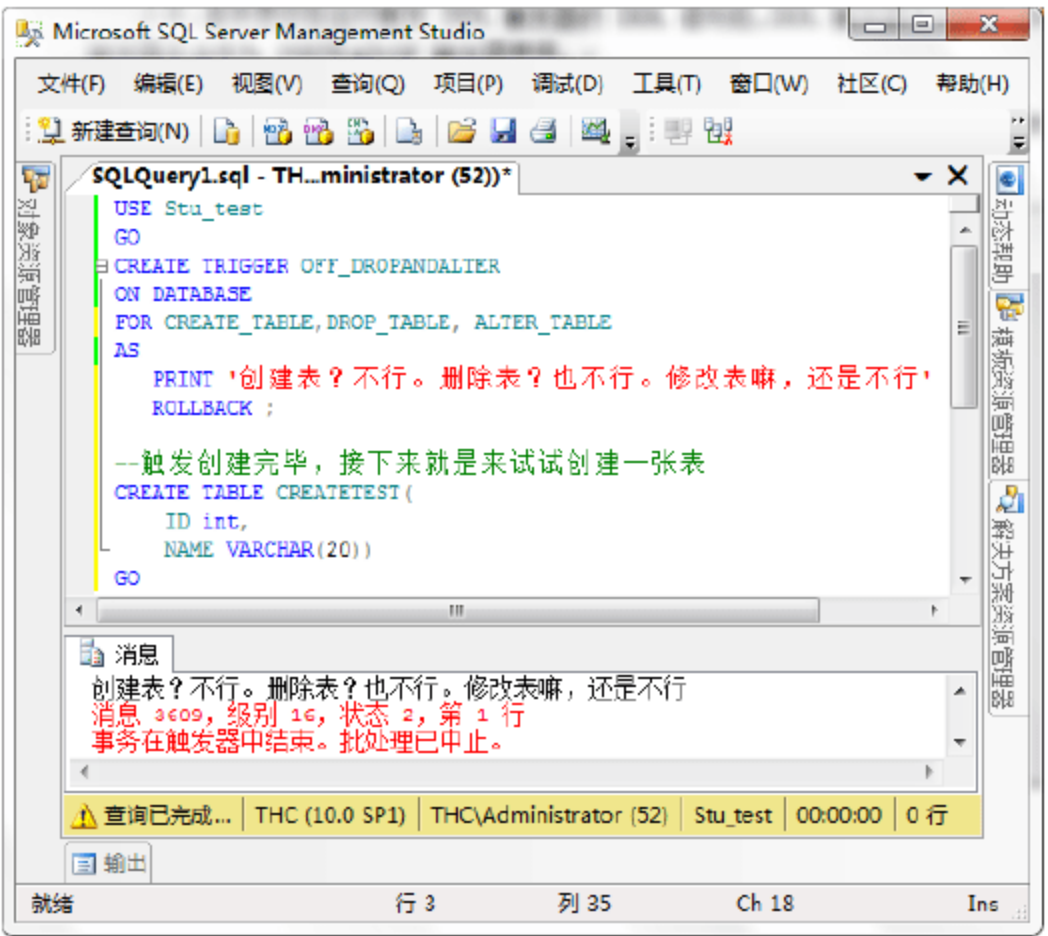 Microsoft SQL Server Management Studio
文件(F) 编辑(E) 视图(V) 查询(Q) 项目(P) 调试(D) 工具(T) 窗口(W) 社区(C) 帮助(H)
新建查询(N)
SQLQuery1.sql - TH...ministrator (52))*
对象资源管理器
USE Stu_test
GO
CREATE TRIGGER OFF_DROPANDALTER
ON DATABASE
FOR CREATE_TABLE,DROP_TABLE, ALTER_TABLE
AS
PRINT '创建表？不行。删除表？也不行。修改表嘛，还是不行'
ROLLBACK ;
--触发创建完毕，接下来就是来试试创建一张表
CREATE TABLE CREATETEST(
ID int,
NAME VARCHAR(20))
GO
动态帮助
模板资源管理器
解决方案资源管理器
消息
创建表？不行。删除表？也不行。修改表嘛，还是不行
消息 3609，级别 16，状态 2，第 1 行
事务在触发器中结束。批处理已中止。
查询已完成... THC (10.0 SP1) THC\Administrator (52) Stu_test 00:00:00 0 行
输出
就绪 行 3 列 35 Ch 18 Ins